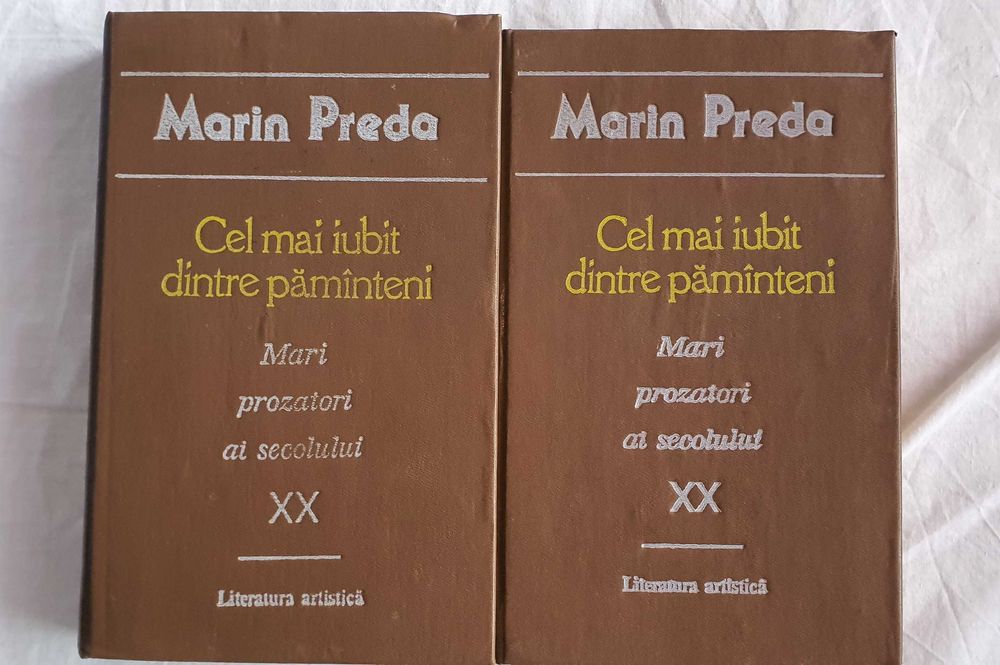 Marin Preda
Cel mai iubit
dintre pămînteni
Mari
prozatori
ai secolului
XX
Literatura artistică
Marin Preda
Cel mai iubit
dintre pămînteni
Mari
prozatori
ai secolului
XX
Literatura artistică